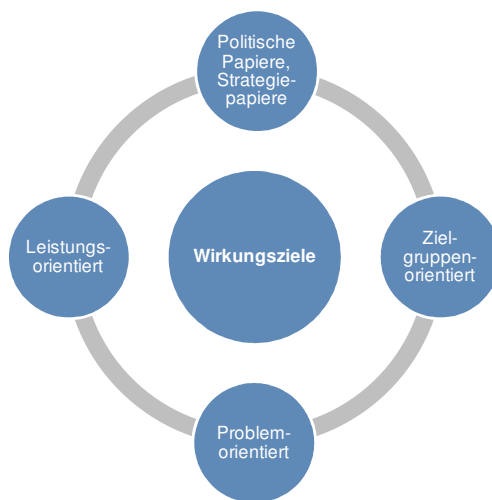 Politische
Papiere,
Strategie-
papiere
Leistungs-
orientiert
Wirkungsziele
Ziel-
gruppen-
orientiert
Problem-
orientiert